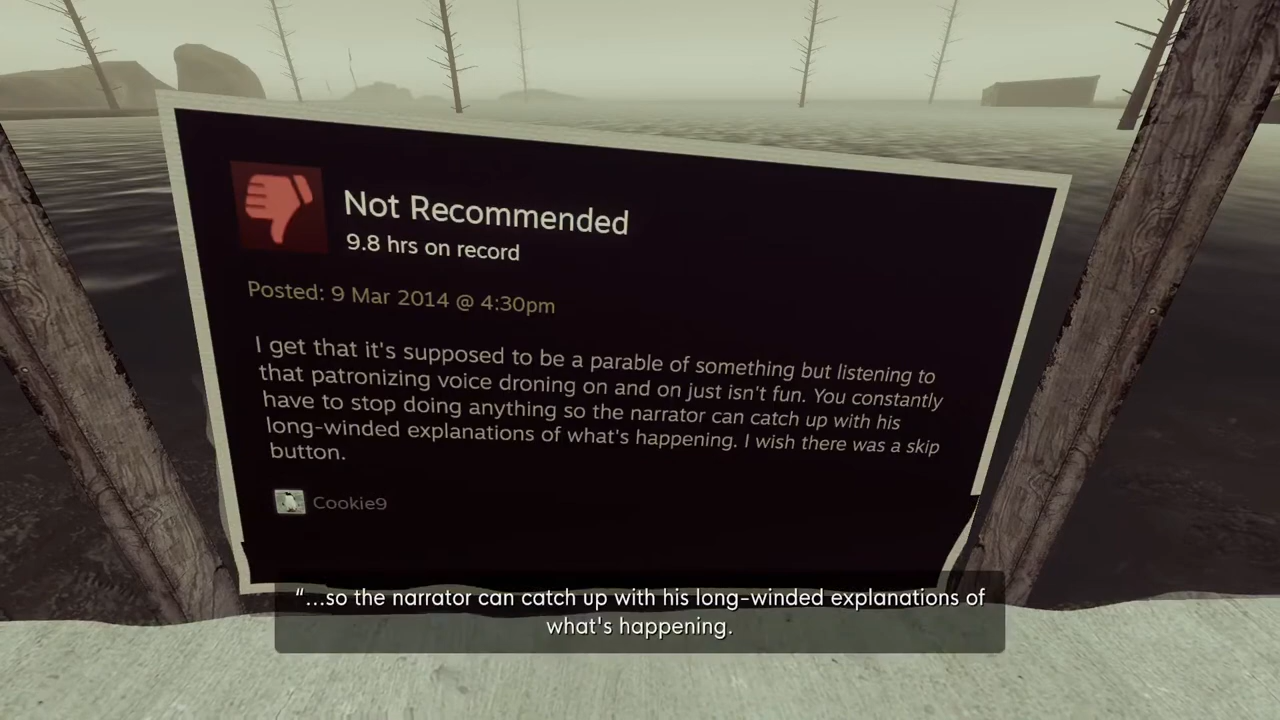 Not Recommended
9.8 hrs on record
Posted: 9 Mar 2014 @ 4:30pm
I get that it's supposed to be a parable of something but listening to
that patronizing voice droning on and on just isn't fun. You constantly
have to stop doing anything so the narrator can catch up with his
long-winded explanations of what's happening. I wish there was a skip
button.
Cookie9
“...so the narrator can catch up with his long-winded explanations of
what's happening.